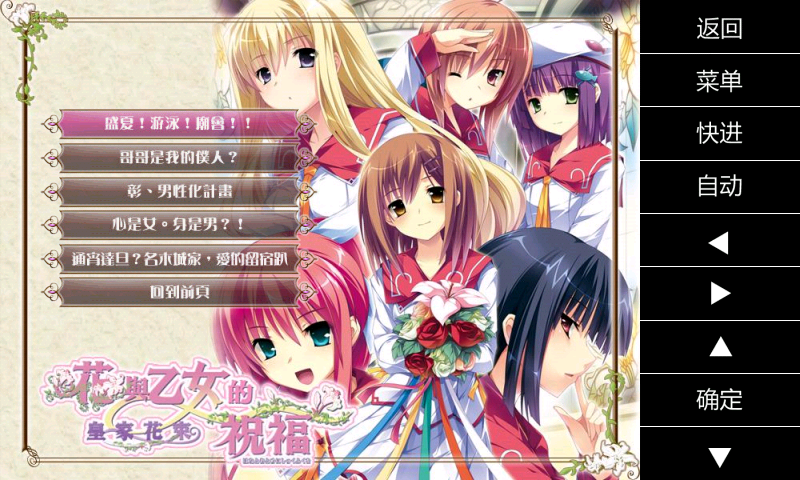 盛夏！游泳！廟會！！
哥哥是我的僕人？
彰、男性化計畫
心是女。身是男？！
通宵達旦？名木城家，愛的留宿趴
回到前頁
花與乙女的祝福
皇家花束
返回
菜单
快进
自动
◀
▶
▲
确定
▼